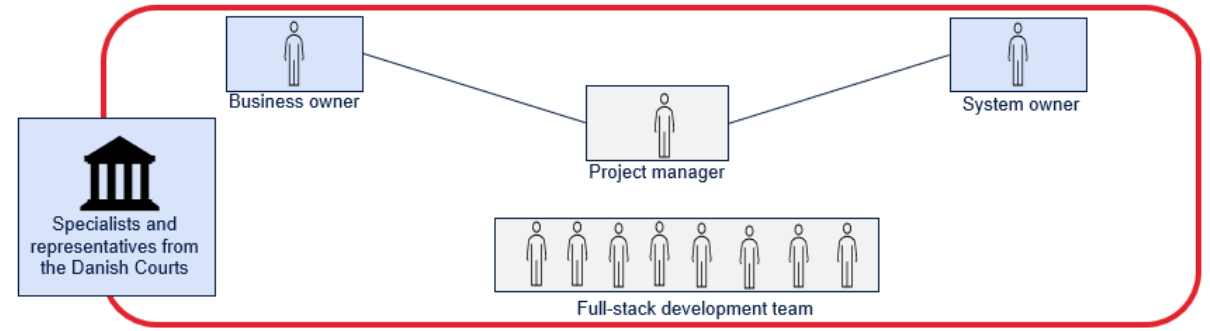 Business owner
System owner
Project manager
Specialists and
representatives from
the Danish Courts
Full-stack development team